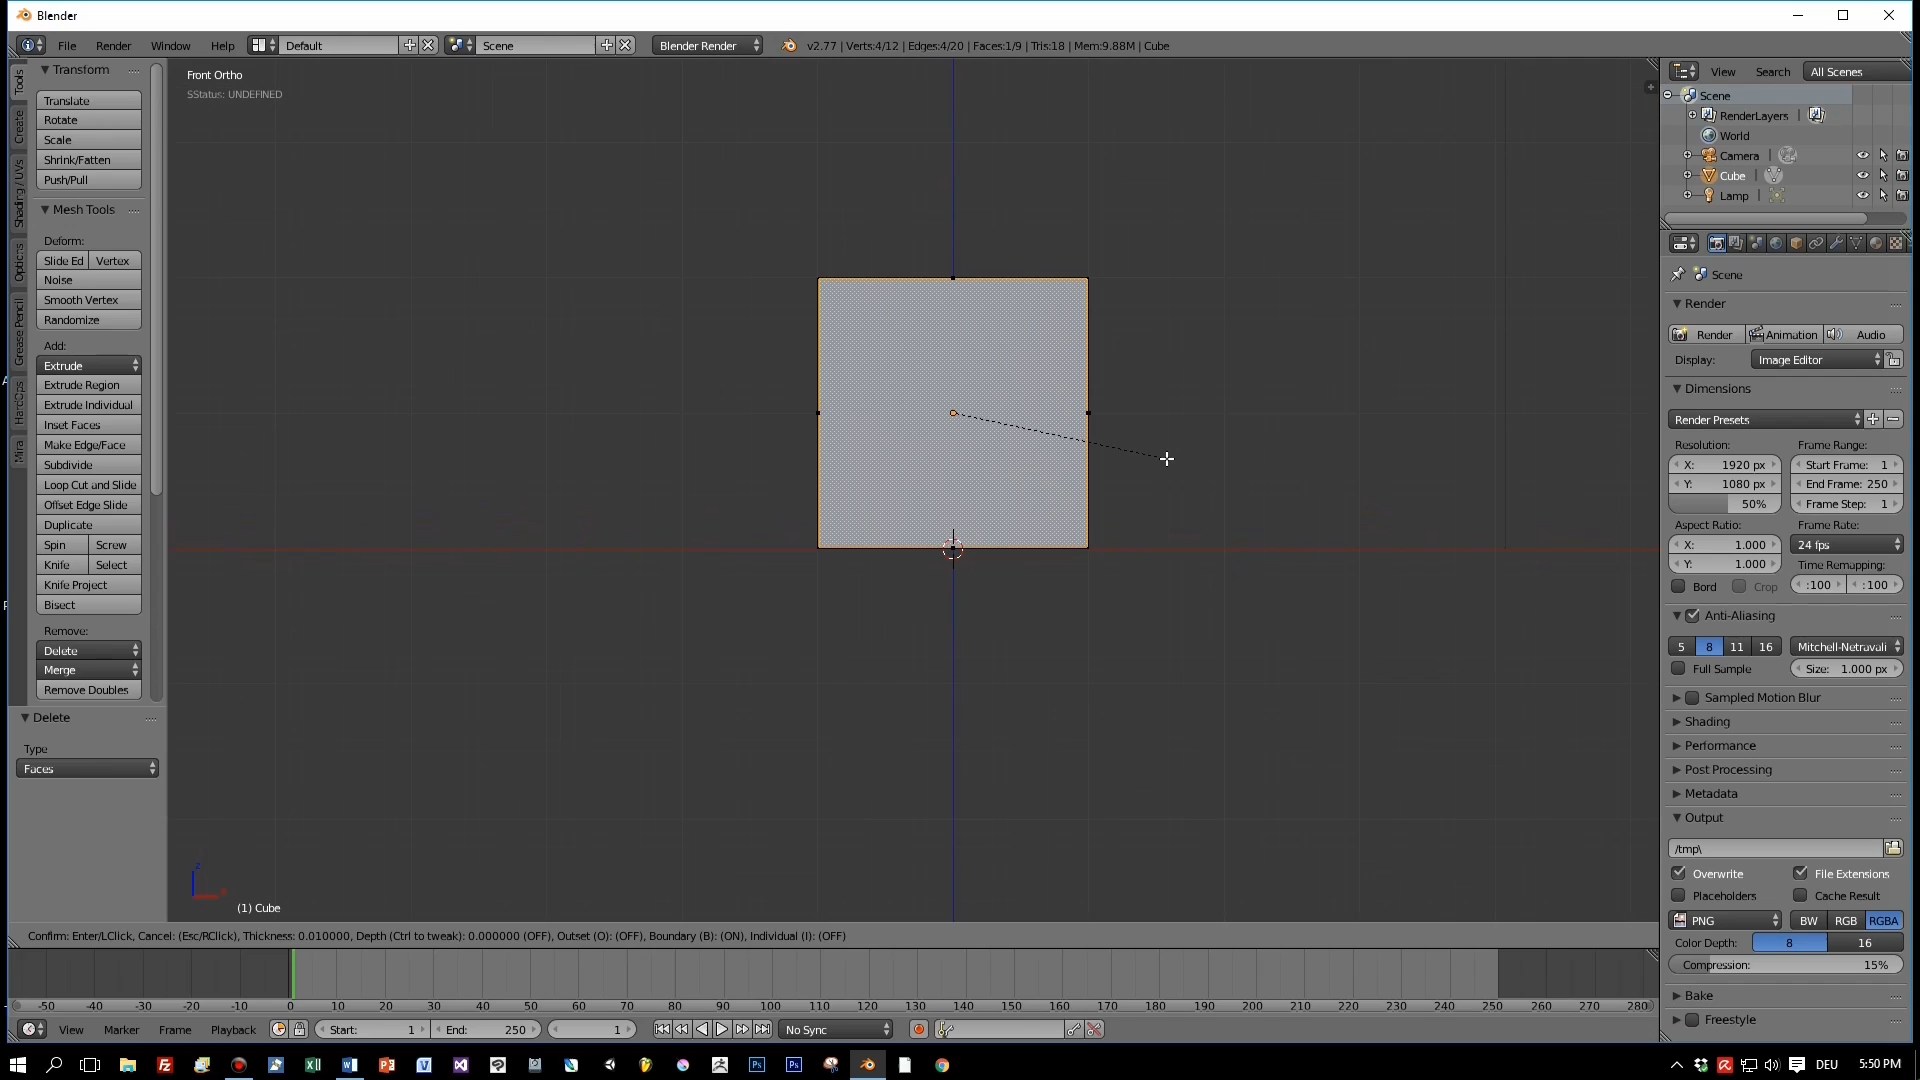 Blender
File Render Window Help Default Scene Blender Render v2.77 | Verts:4/12 | Edges:4/20 | Faces:1/9 | Tris:18 | Mem:9.88M | Cube
Tools
Create
Shading / UVs
Options
Grease Pencil
HardOps
Mira
Transform
Translate
Rotate
Scale
Shrink/Fatten
Push/Pull
Mesh Tools
Deform:
Slide Ed Vertex
Noise
Smooth Vertex
Randomize
Add:
Extrude
Extrude Region
Extrude Individual
Inset Faces
Make Edge/Face
Subdivide
Loop Cut and Slide
Offset Edge Slide
Duplicate
Spin Screw
Knife Select
Knife Project
Bisect
Remove:
Delete
Merge
Remove Doubles
Delete
Type
Faces
Front Ortho
SStatus: UNDEFINED
z
(1) Cube
Confirm: Enter/LClick, Cancel: (Esc/RClick), Thickness: 0.010000, Depth (Ctrl to tweak): 0.000000 (OFF), Outset (O): (OFF), Boundary (B): (ON), Individual (I): (OFF)
-50 -40 -30 -20 -10 0 10 20 30 40 50 60 70 80 90 100 110 120 130 140 150 160 170 180 190 200 210 220 230 240 250 260 270 280
View Marker Frame Playback Start: 1 End: 250 1 No Sync
View Search All Scenes
Scene
RenderLayers |
World
Camera |
Cube |
Lamp |
Scene
Render
Render Animation Audio
Display: Image Editor
Dimensions
Render Presets
Resolution: Frame Range:
X: 1920 px Start Frame: 1
Y: 1080 px End Frame: 250
50% Frame Step: 1
Aspect Ratio: Frame Rate:
X: 1.000 24 fps
Y: 1.000 Time Remapping:
Bord Crop :100 :100
Anti-Aliasing
5 8 11 16 Mitchell-Netravali
Full Sample Size: 1.000 px
Sampled Motion Blur
Shading
Performance
Post Processing
Metadata
Output
/tmp\
Overwrite File Extensions
Placeholders Cache Result
PNG BW RGB RGBA
Color Depth: 8 16
Compression: 15%
Bake
Freestyle
DEU 5:50 PM